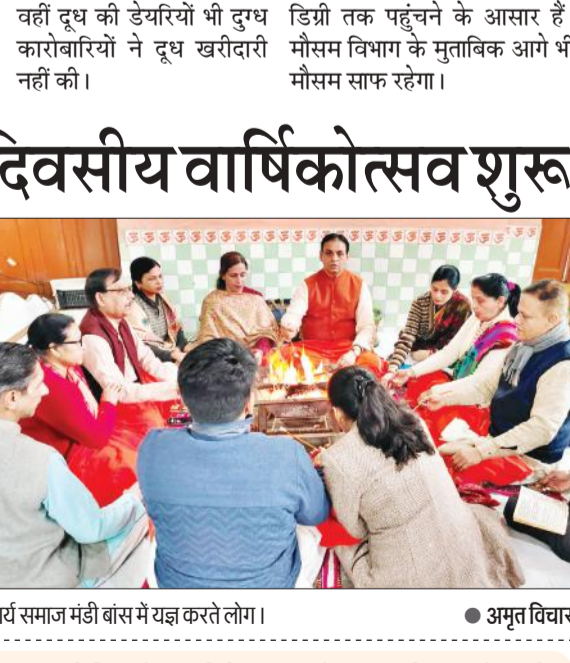 वहीं दूध की डेयरियों भी दुग्ध
कारोबारियों ने दूध खरीदारी
नहीं की।
डिग्री तक पहुंचने के आसार हैं
मौसम विभाग के मुताबिक आगे भी
मौसम साफ रहेगा।
दिवसीय वार्षिकोत्सव शुरू
र्य समाज मंडी बांस में यज्ञ करते लोग।
● अमृत विचार